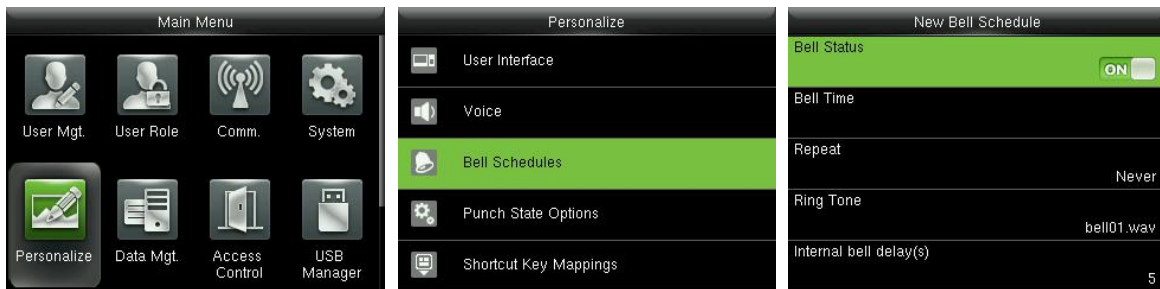 Main Menu
User Mgt.
User Role
Comm.
System
Personalize
Data Mgt.
Access
Control
USB
Manager
Personalize
User Interface
Voice
Bell Schedules
Punch State Options
Shortcut Key Mappings
New Bell Schedule
Bell Status
ON
Bell Time
Repeat
Never
Ring Tone
bell01.wav
Internal bell delay(s)
5